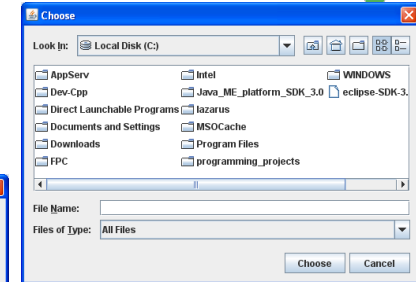 Choose
Look In: Local Disk (C:)
AppServ Intel WINDOWS
Dev-Cpp Java_ME_platform_SDK_3.0 eclipse-SDK-3.
Direct Launchable Programs lazarus
Documents and Settings MSOCache
Downloads Program Files
FPC programming_projects
File Name:
Files of Type: All Files
Choose Cancel